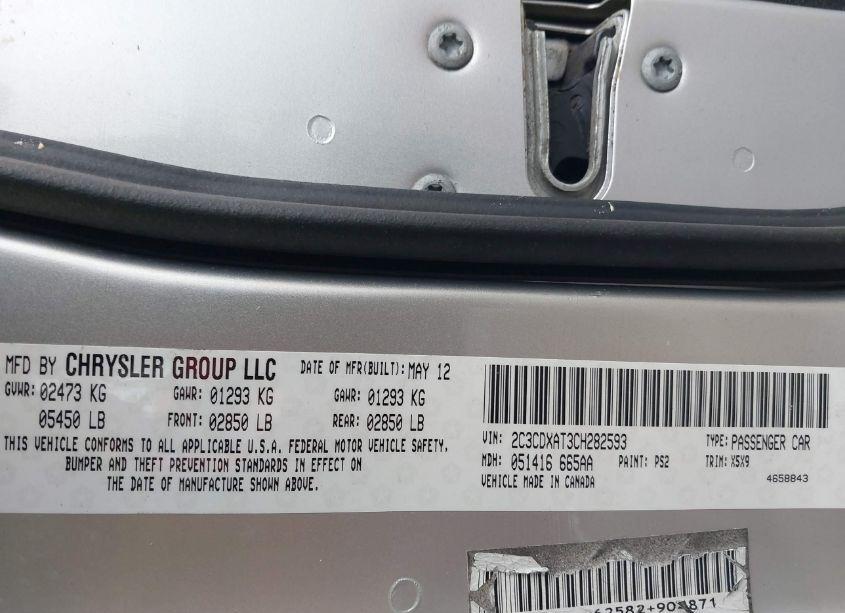 MFD BY CHRYSLER GROUP LLC
DATE OF MFR(BUILT): MAY 12
GVWR: 02473 KG
GAWR: 01293 KG
GAWR: 01293 KG
05450 LB
FRONT: 02850 LB
REAR: 02850 LB
THIS VEHICLE CONFORMS TO ALL APPLICABLE U.S.A. FEDERAL MOTOR VEHICLE SAFETY,
BUMPER AND THEFT PREVENTION STANDARDS IN EFFECT ON
THE DATE OF MANUFACTURE SHOWN ABOVE.
VIN: 2C3CDXAT3CH282593
TYPE: PASSENGER CAR
MDH: 051416 665AA
PAINT: PS2
TRIM: X5X9
VEHICLE MADE IN CANADA
4658843